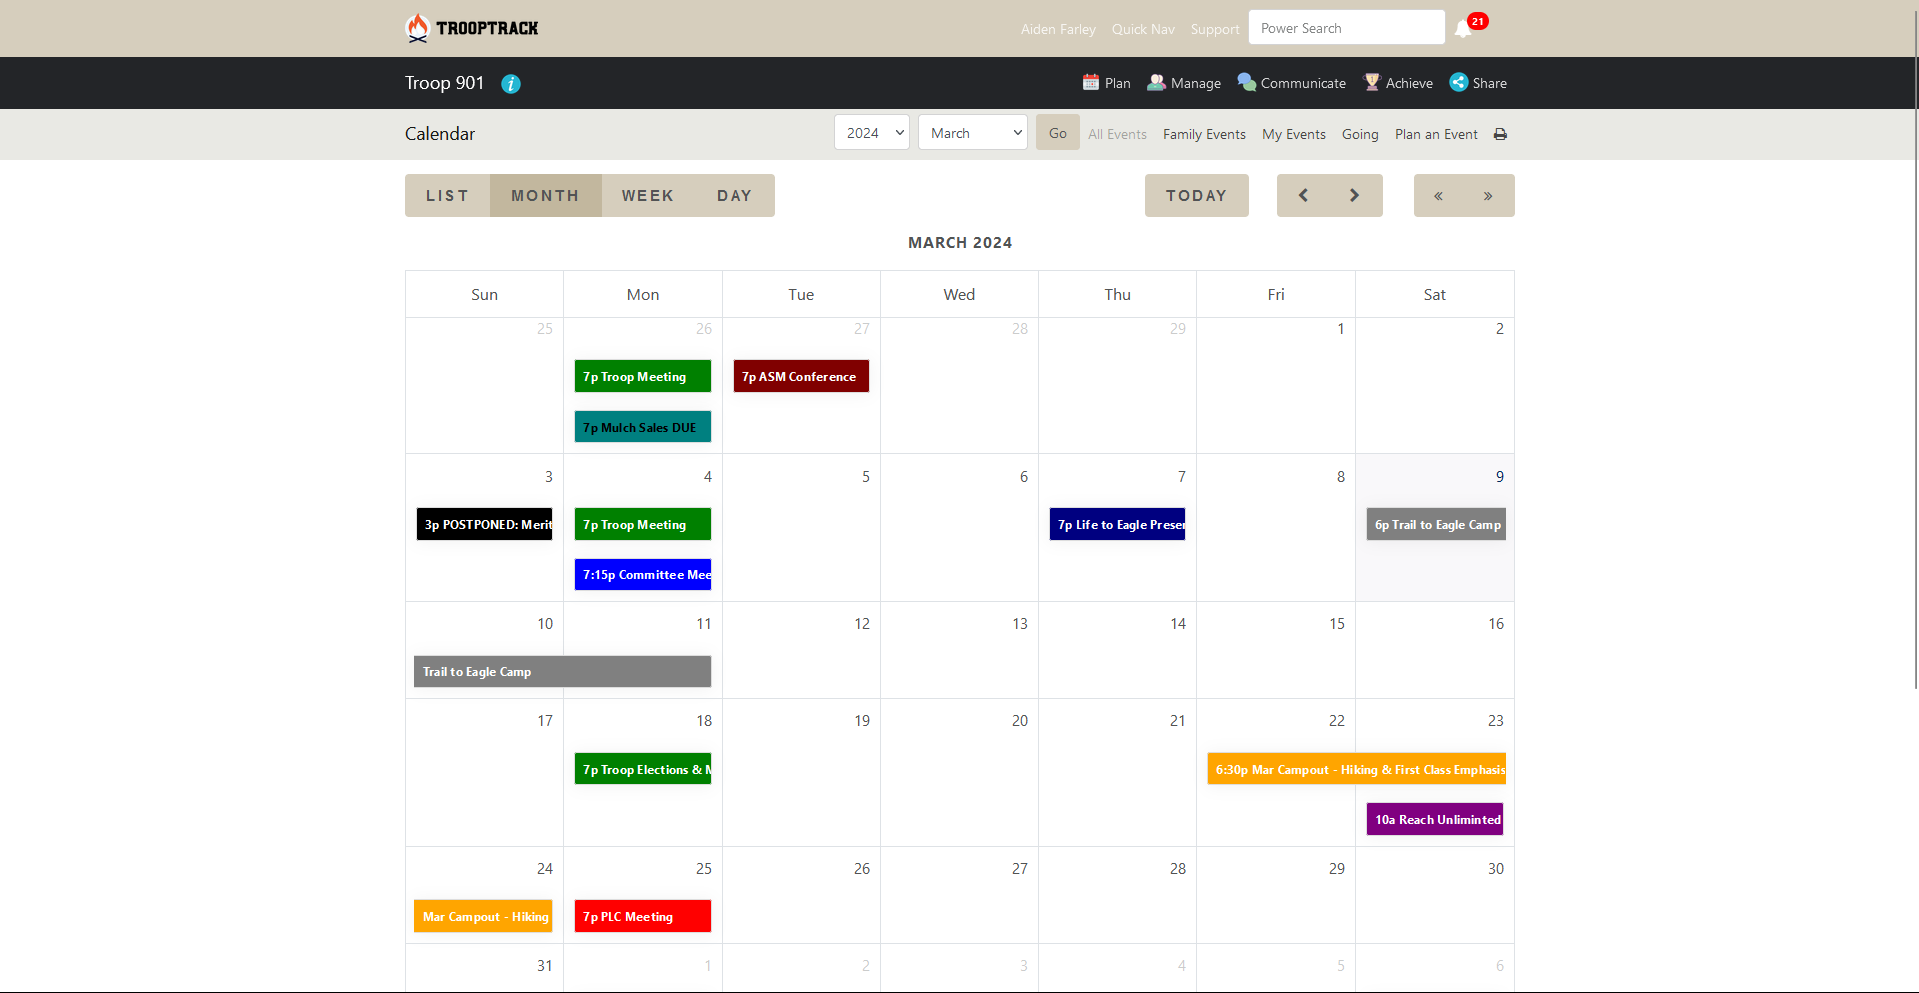 TROOPTRACK
Aiden Farley Quick Nav Support Power Search 21
Troop 901 i Plan Manage Communicate Achieve Share
Calendar 2024 March Go All Events Family Events My Events Going Plan an Event
LIST MONTH WEEK DAY TODAY « »
MARCH 2024
Sun Mon Tue Wed Thu Fri Sat
25 26 27 28 29 1 2
7p Troop Meeting 7p ASM Conference
7p Mulch Sales DUE
3 4 5 6 7 8 9
3p POSTPONED: Merit 7p Troop Meeting 7p Life to Eagle Presen 6p Trail to Eagle Camp
7:15p Committee Mee
10 11 12 13 14 15 16
Trail to Eagle Camp
17 18 19 20 21 22 23
7p Troop Elections & M 6:30p Mar Campout - Hiking & First Class Emphasis
10a Reach Unliminted
24 25 26 27 28 29 30
Mar Campout - Hiking 7p PLC Meeting
31 1 2 3 4 5 6